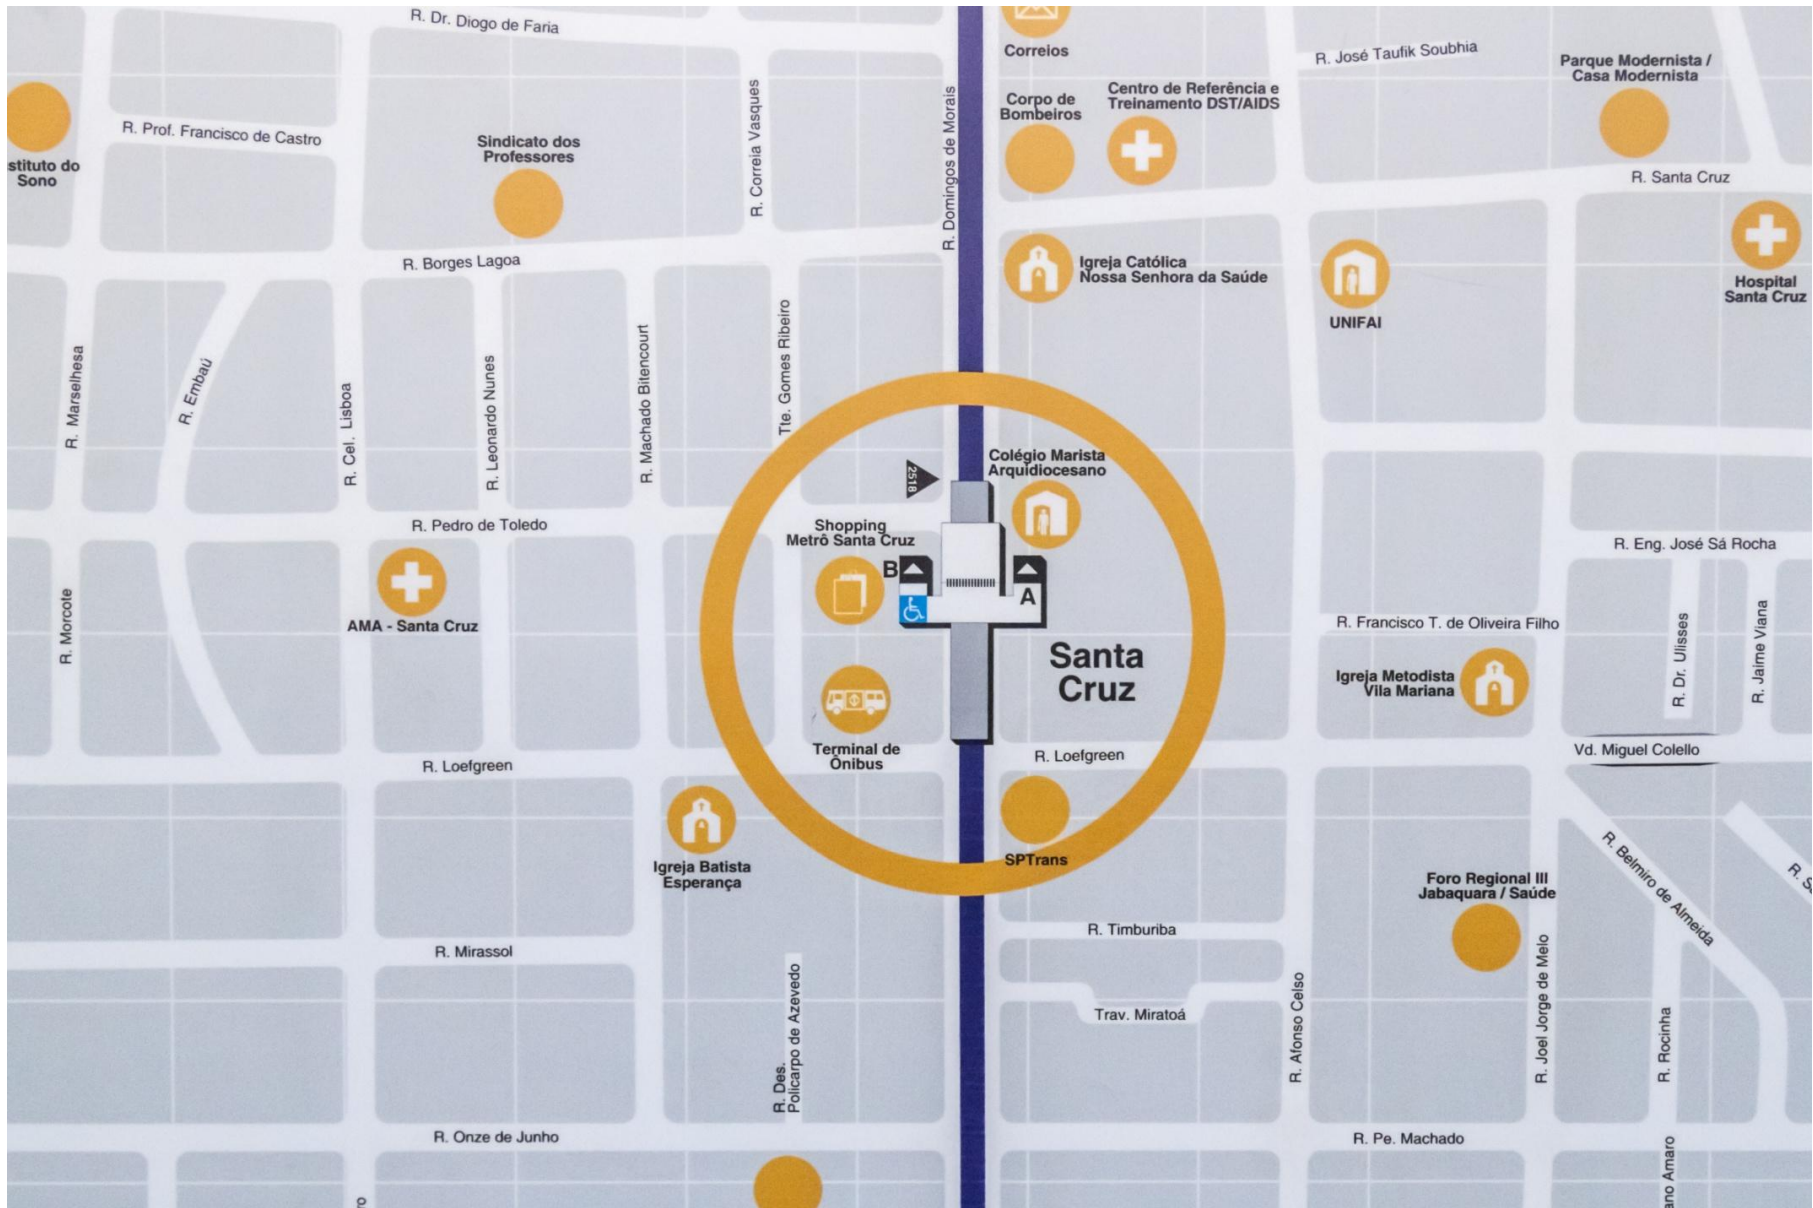 R. Dr. Diogo de Faria
Correios
R. José Taufik Soubhia
Parque Modernista /
Casa Modernista
R. Prof. Francisco de Castro
stituto do
Sono
Sindicato dos
Professores
R. Correia Vasques
R. Domingos de Morais
Corpo de
Bombeiros
Centro de Referência e
Treinamento DST/AIDS
R. Santa Cruz
R. Borges Lagoa
Igreja Católica
Nossa Senhora da Saúde
UNIFAI
Hospital
Santa Cruz
R. Marselhesa
R. Embaú
R. Cel. Lisboa
R. Leonardo Nunes
R. Machado Bitencourt
Tte. Gomes Ribeiro
2518
Colégio Marista
Arquidiocesano
R. Pedro de Toledo
Shopping
Metrô Santa Cruz
B
A
R. Eng. José Sá Rocha
AMA - Santa Cruz
R. Morcote
Santa
Cruz
R. Francisco T. de Oliveira Filho
Igreja Metodista
Vila Mariana
R. Dr. Ulisses
R. Jaime Viana
Terminal de
Ônibus
R. Loefgreen
R. Loefgreen
Vd. Miguel Colello
Igreja Batista
Esperança
SPTrans
Foro Regional III
Jabaquara / Saúde
R. Belmiro de Almeida
R. S
R. Mirassol
R. Timburiba
Trav. Miratoá
R. Des.
Policarpo de Azevedo
R. Afonso Celso
R. Joel Jorge de Melo
R. Rocinha
R. Onze de Junho
R. Pe. Machado
ro
ano Amaro